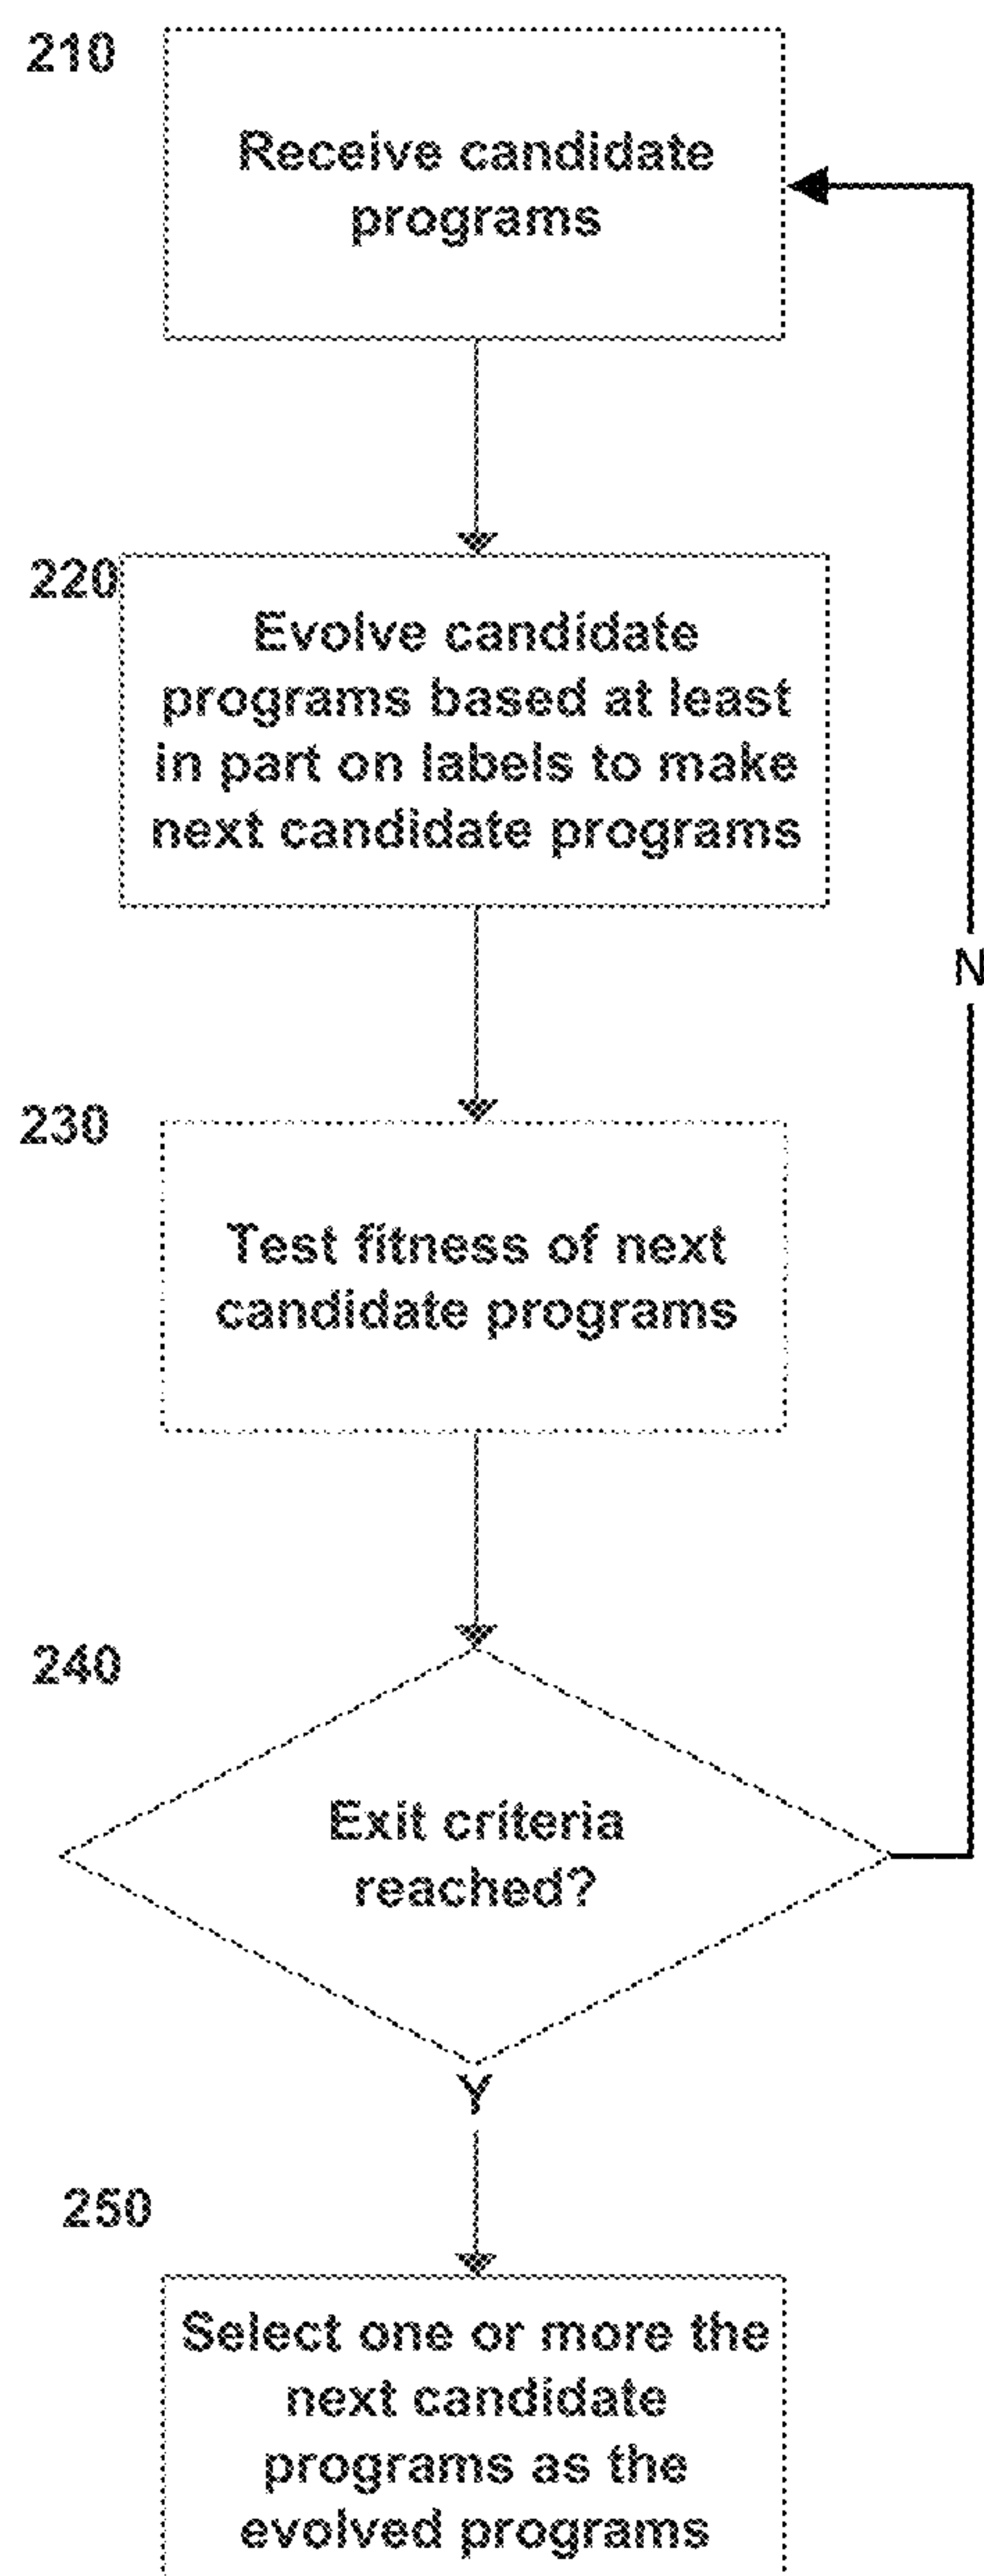 210
Receive candidate
programs
220
Evolve candidate
programs based at least
in part on labels to make
next candidate programs
N
230
Test fitness of next
candidate programs
240
Exit criteria
reached?
Y
250
Select one or more the
next candidate
programs as the
evolved programs